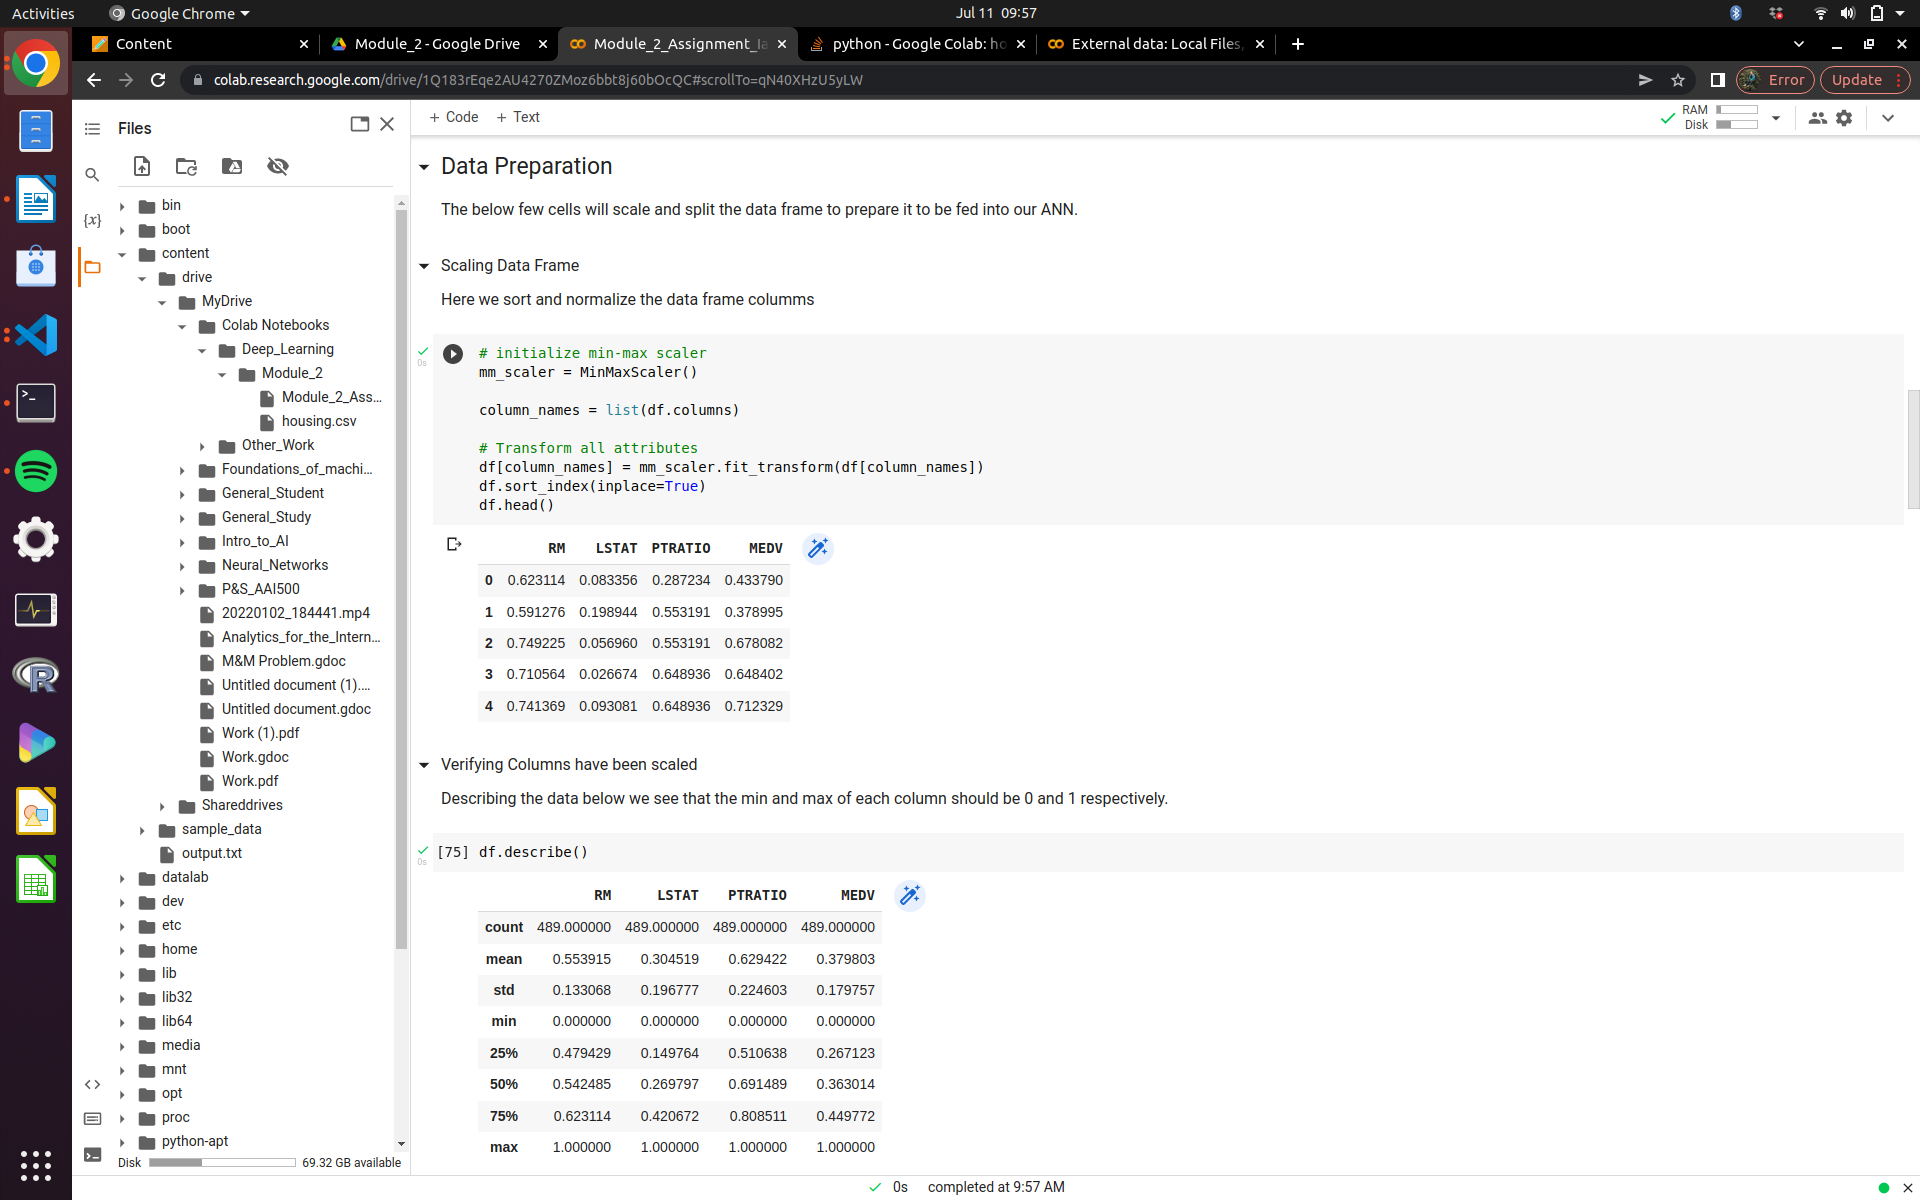 Activities
Google Chrome
Jul 11 09:57
Content
Module_2 - Google Drive
Module_2_Assignment_Ia
python - Google Colab: ho
External data: Local Files,
colab.research.google.com/drive/1Q183rEqe2AU4270ZMoz6bbt8j60bOcQC#scrollTo=qN40XHzU5yLW
Error
Update
Files
+ Code
+ Text
RAM
Disk
bin
boot
content
drive
MyDrive
Colab Notebooks
Deep_Learning
Module_2
Module_2_Ass...
housing.csv
Other_Work
Foundations_of_machi...
General_Student
General_Study
Intro_to_AI
Neural_Networks
P&S_AAI500
20220102_184441.mp4
Analytics_for_the_Intern...
M&M Problem.gdoc
Untitled document (1)....
Untitled document.gdoc
Work (1).pdf
Work.gdoc
Work.pdf
Shareddrives
sample_data
output.txt
datalab
dev
etc
home
lib
lib32
lib64
media
mnt
opt
proc
python-apt
Disk
69.32 GB available
Data Preparation
The below few cells will scale and split the data frame to prepare it to be fed into our ANN.
Scaling Data Frame
Here we sort and normalize the data frame columms
0s
# initialize min-max scaler
mm_scaler = MinMaxScaler()
column_names = list(df.columns)
# Transform all attributes
df[column_names] = mm_scaler.fit_transform(df[column_names])
df.sort_index(inplace=True)
df.head()
RM LSTAT PTRATIO MEDV
0 0.623114 0.083356 0.287234 0.433790
1 0.591276 0.198944 0.553191 0.378995
2 0.749225 0.056960 0.553191 0.678082
3 0.710564 0.026674 0.648936 0.648402
4 0.741369 0.093081 0.648936 0.712329
Verifying Columns have been scaled
Describing the data below we see that the min and max of each column should be 0 and 1 respectively.
0s
[75] df.describe()
RM LSTAT PTRATIO MEDV
count 489.000000 489.000000 489.000000 489.000000
mean 0.553915 0.304519 0.629422 0.379803
std 0.133068 0.196777 0.224603 0.179757
min 0.000000 0.000000 0.000000 0.000000
25% 0.479429 0.149764 0.510638 0.267123
50% 0.542485 0.269797 0.691489 0.363014
75% 0.623114 0.420672 0.808511 0.449772
max 1.000000 1.000000 1.000000 1.000000
0s completed at 9:57 AM